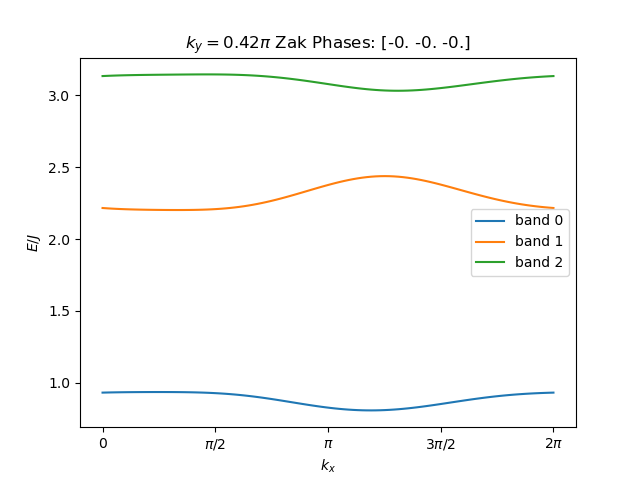 k_y = 0.42π Zak Phases: [-0. -0. -0.]
3.0
2.5
2.0
1.5
1.0
E/J
band 0
band 1
band 2
0 π/2 π 3π/2 2π
k_x